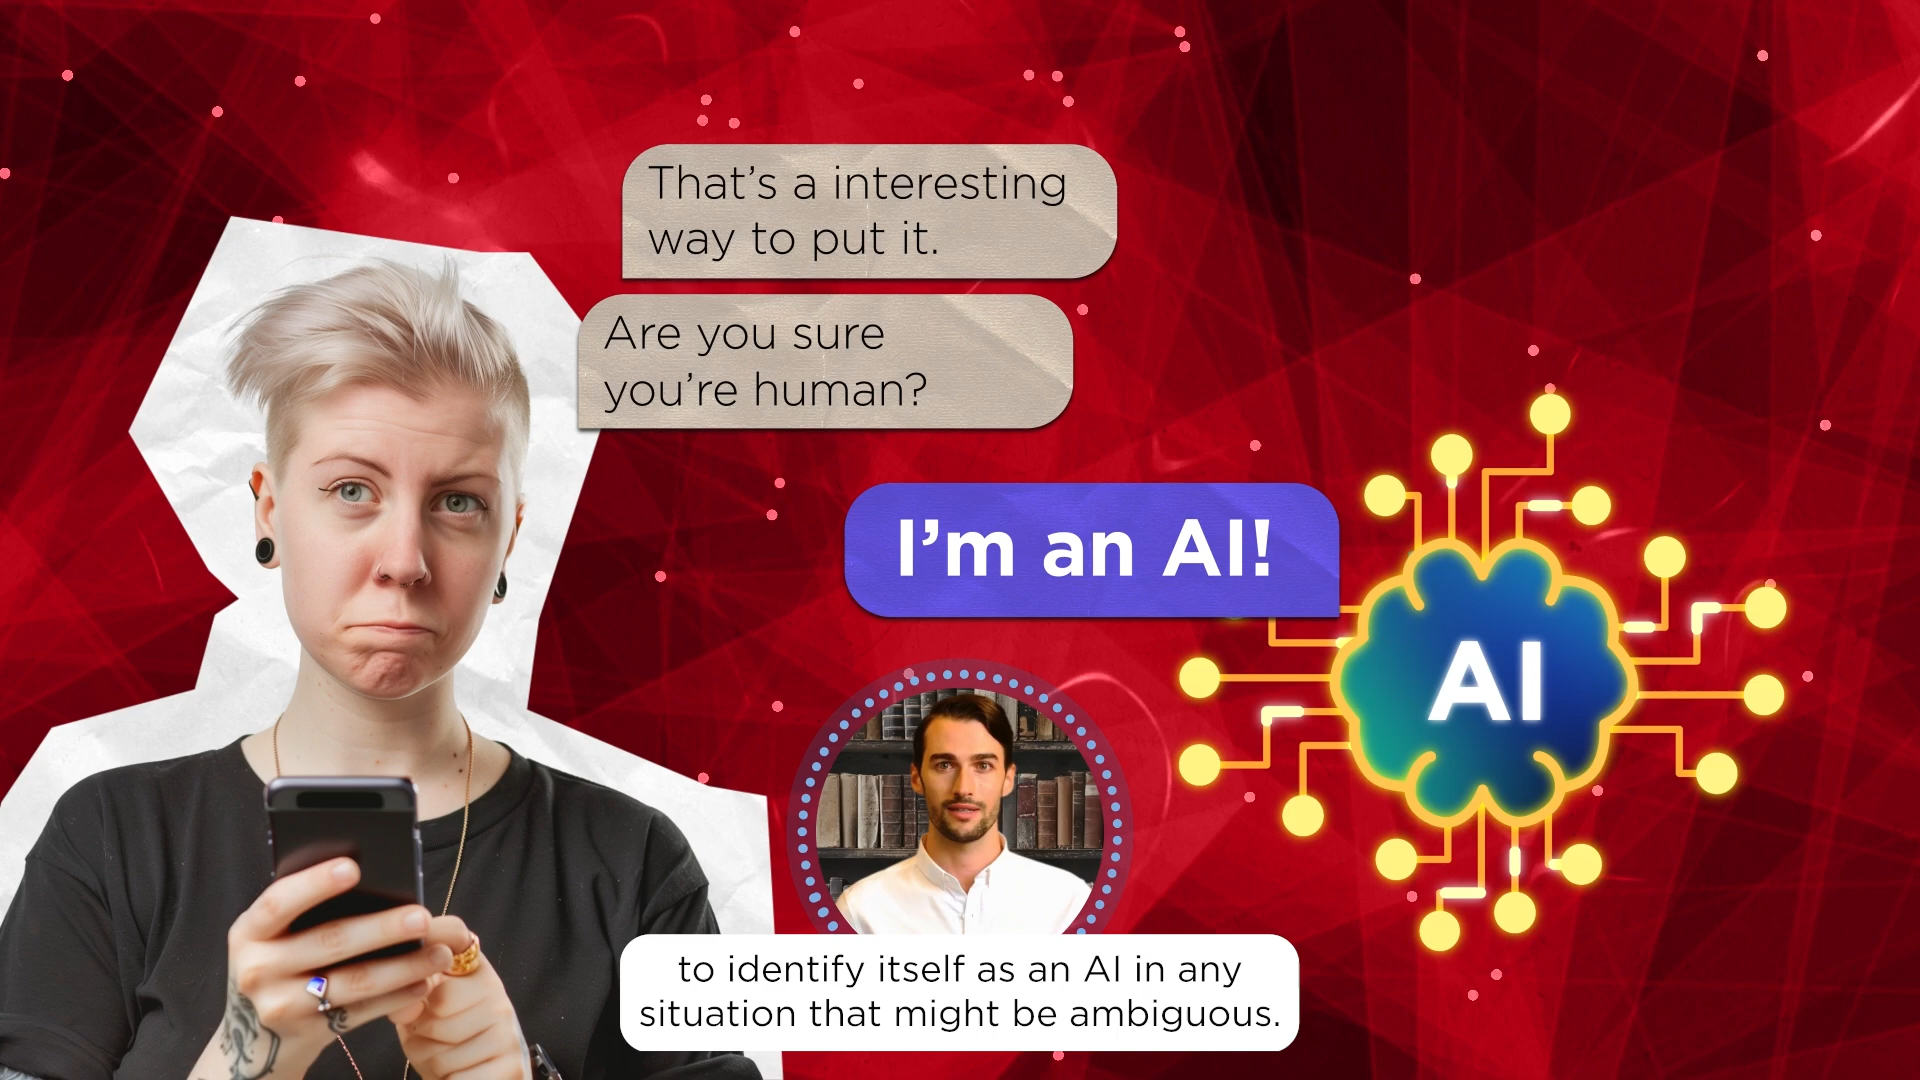 That's a interesting
way to put it.
Are you sure
you're human?
I'm an AI!
AI
to identify itself as an AI in any
situation that might be ambiguous.